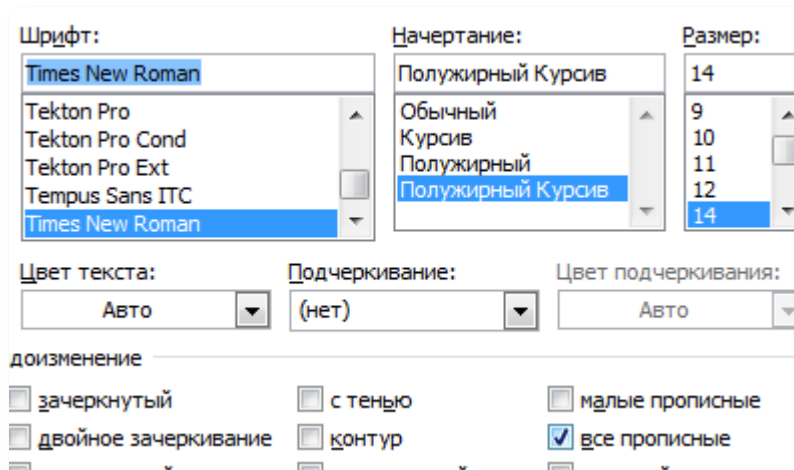 Шрифт: Начертание: Размер:
Times New Roman Полужирный Курсив 14
Tekton Pro Обычный 9
Tekton Pro Cond Курсив 10
Tekton Pro Ext Полужирный 11
Tempus Sans ITC Полужирный Курсив 12
Times New Roman 14
Цвет текста: Подчеркивание: Цвет подчеркивания:
Авто (нет) Авто
доизменение
зачеркнутый с тенью малые прописные
двойное зачеркивание контур все прописные